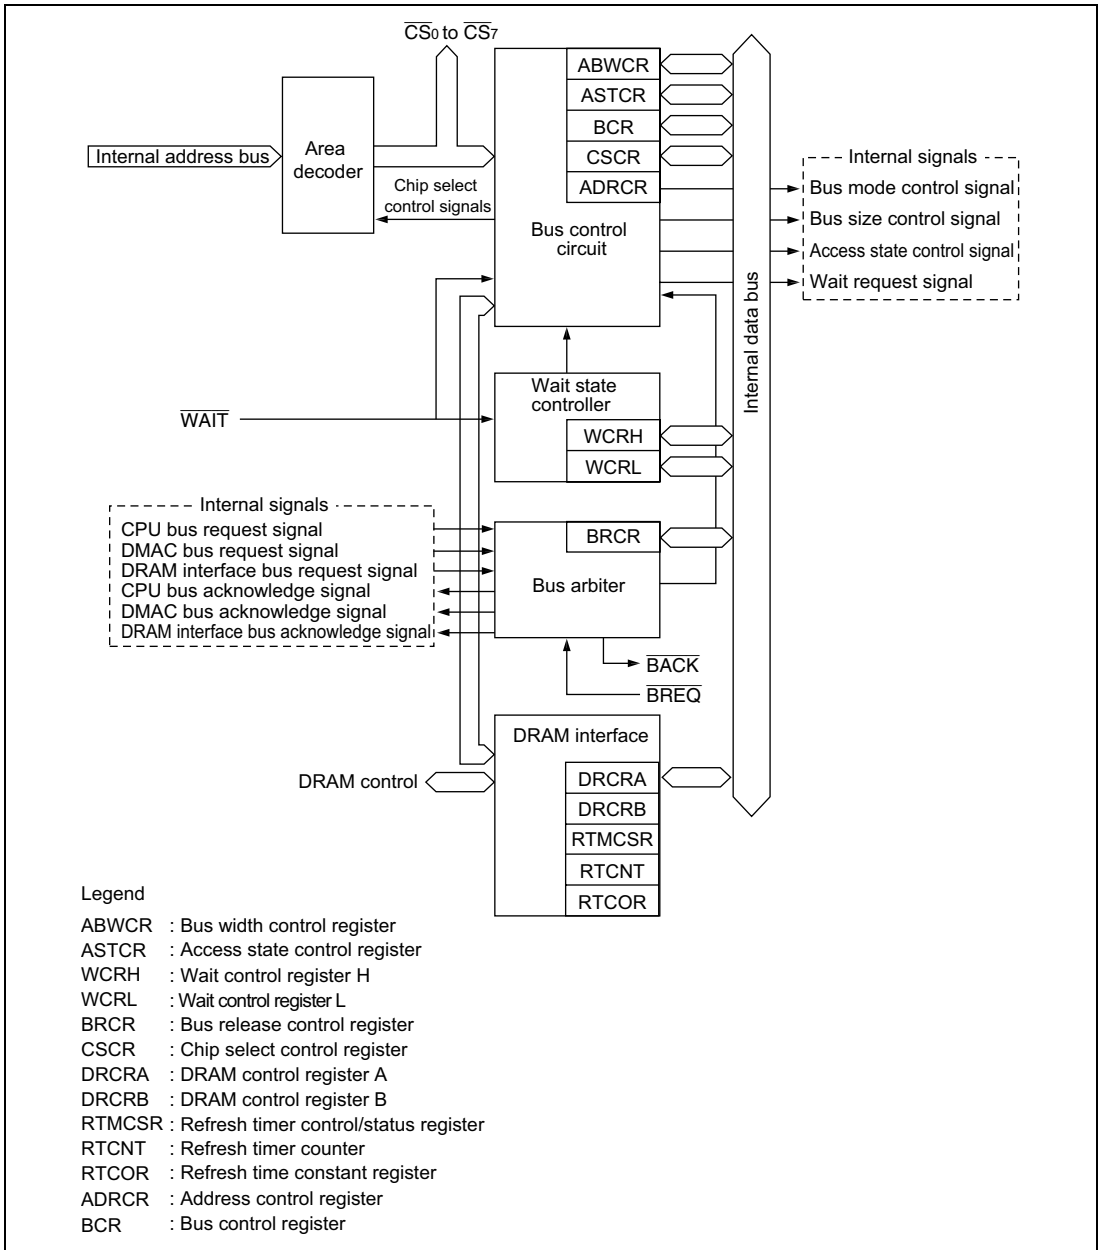 CS0 to CS7
ABWCR
ASTCR
BCR
CSCR
ADRCR
Internal address bus
Area
decoder
Chip select
control signals
Bus control
circuit
Internal signals
Bus mode control signal
Bus size control signal
Access state control signal
Wait request signal
Internal data bus
Wait state
controller
WAIT
WCRH
WCRL
Internal signals
CPU bus request signal
DMAC bus request signal
DRAM interface bus request signal
CPU bus acknowledge signal
DMAC bus acknowledge signal
DRAM interface bus acknowledge signal
BRCR
Bus arbiter
BACK
BREQ
DRAM interface
DRAM control
DRCRA
DRCRB
RTMCSR
RTCNT
RTCOR
Legend
ABWCR : Bus width control register
ASTCR : Access state control register
WCRH : Wait control register H
WCRL : Wait control register L
BRCR : Bus release control register
CSCR : Chip select control register
DRCRA : DRAM control register A
DRCRB : DRAM control register B
RTMCSR : Refresh timer control/status register
RTCNT : Refresh timer counter
RTCOR : Refresh time constant register
ADRCR : Address control register
BCR : Bus control register